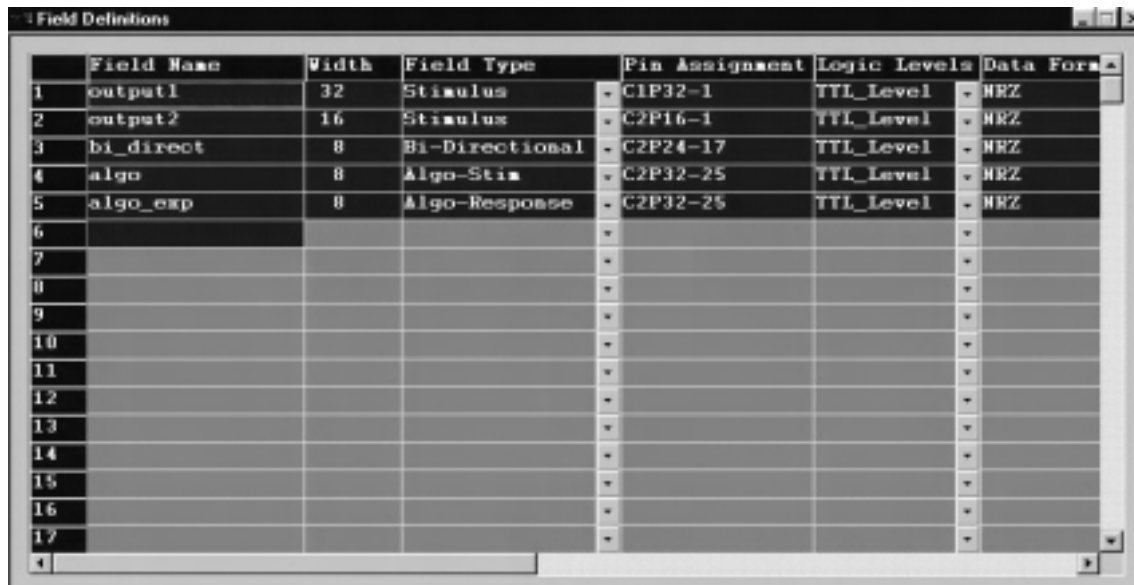 Field Definitions
Field Name Width Field Type Pin Assignment Logic Levels Data Form
1 output1 32 Stimulus C1P32-1 TTL_Level NRZ
2 output2 16 Stimulus C2P16-1 TTL_Level NRZ
3 bi_direct 8 Bi-Directional C2P24-17 TTL_Level NRZ
4 algo 8 Algo-Stim C2P32-25 TTL_Level NRZ
5 algo_exp 8 Algo-Response C2P32-25 TTL_Level NRZ
6
7
8
9
10
11
12
13
14
15
16
17